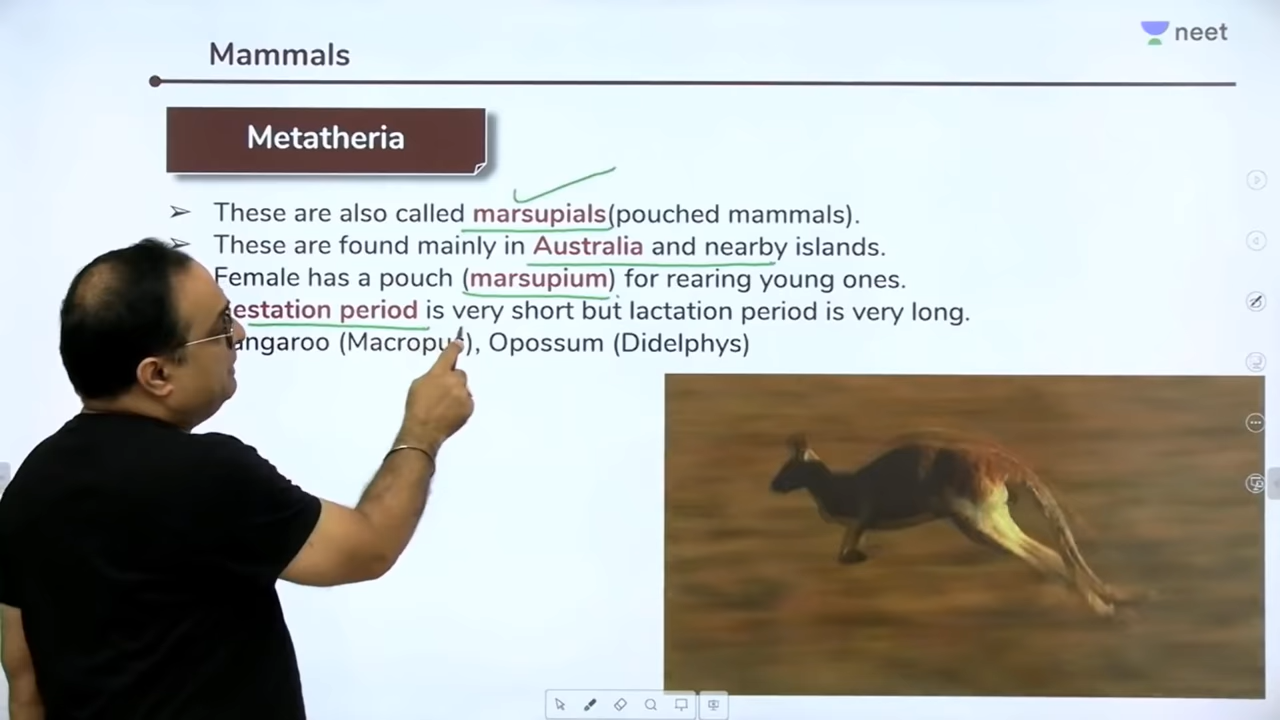 neet
Mammals
Metatheria
These are also called marsupials(pouched mammals).
These are found mainly in Australia and nearby islands.
Female has a pouch (marsupium) for rearing young ones.
estation period is very short but lactation period is very long.
angaroo (Macropus), Opossum (Didelphys)